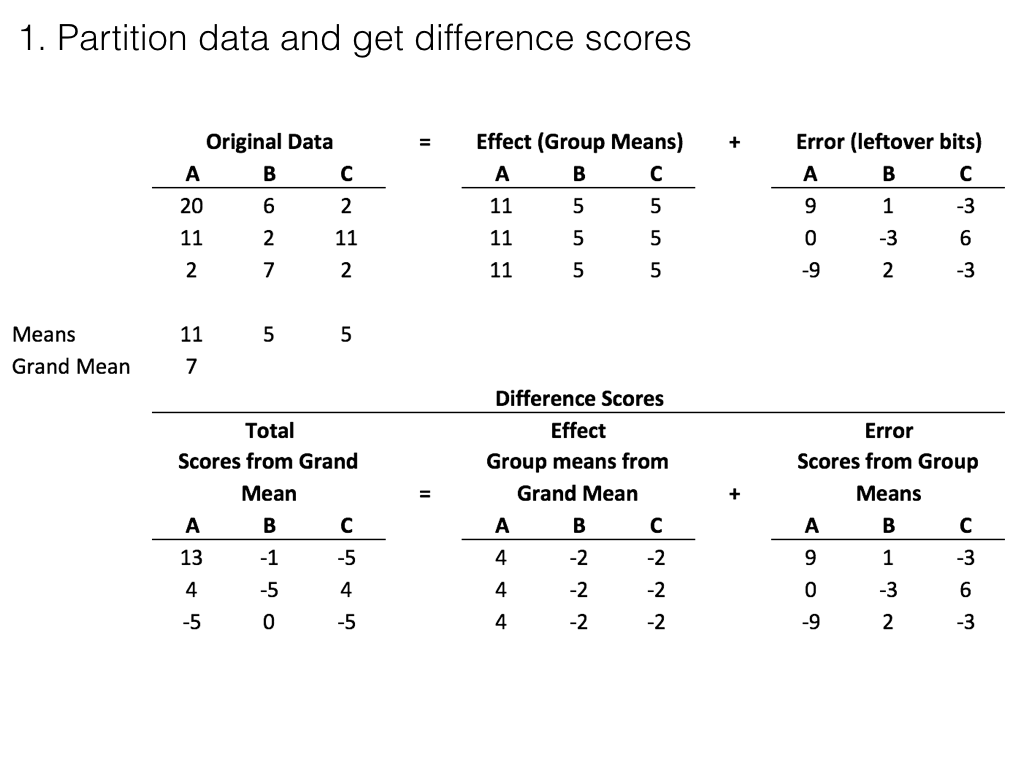 1. Partition data and get difference scores
Original Data = Effect (Group Means) + Error (leftover bits)
A B C A B C A B C
20 6 2 11 5 5 9 1 -3
11 2 11 11 5 5 0 -3 6
2 7 2 11 5 5 -9 2 -3
Means 11 5 5
Grand Mean 7
Difference Scores
Total Effect Error
Scores from Grand Group means from Scores from Group
Mean = Grand Mean + Means
A B C A B C A B C
13 -1 -5 4 -2 -2 9 1 -3
4 -5 4 4 -2 -2 0 -3 6
-5 0 -5 4 -2 -2 -9 2 -3